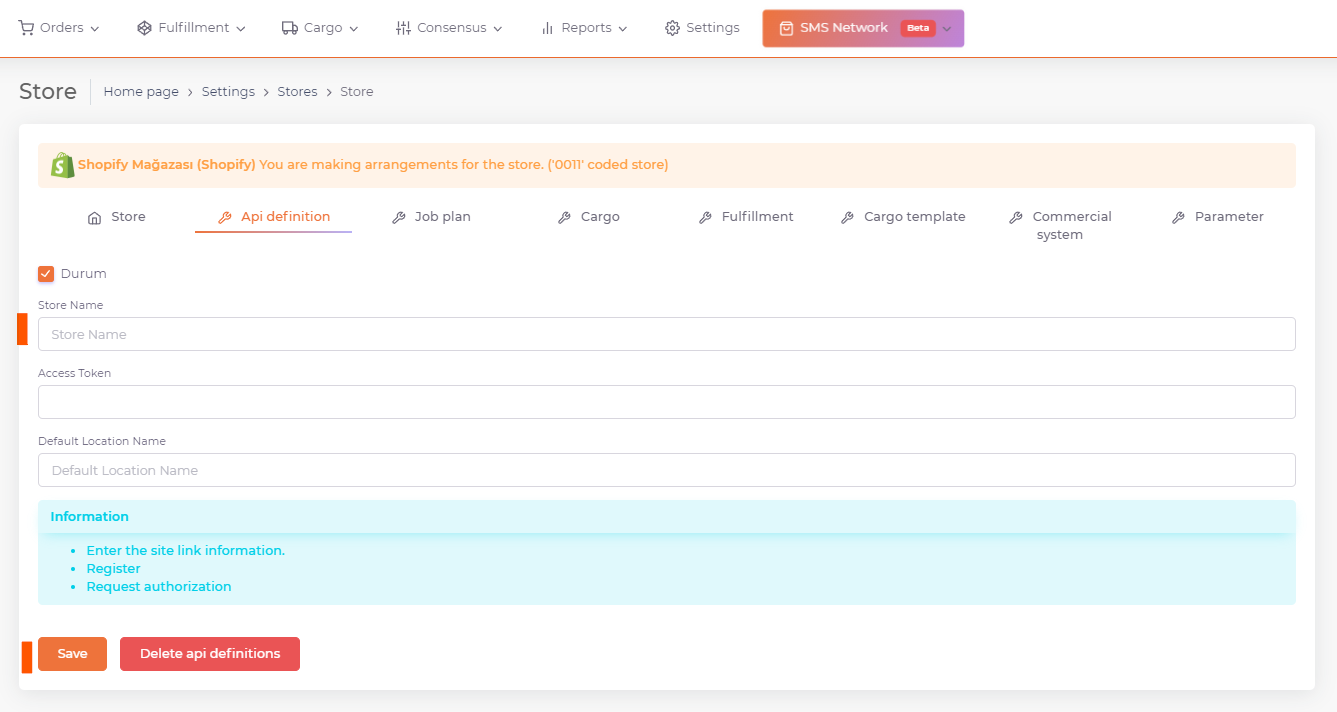 Orders Fulfillment Cargo Consensus Reports Settings SMS Network Beta
Store Home page › Settings › Stores › Store
Shopify Mağazası (Shopify) You are making arrangements for the store. ('0011' coded store)
Store Api definition Job plan Cargo Fulfillment Cargo template Commercial system Parameter
Durum
Store Name
Store Name
Access Token
Default Location Name
Default Location Name
Information
• Enter the site link information.
• Register
• Request authorization
Save Delete api definitions